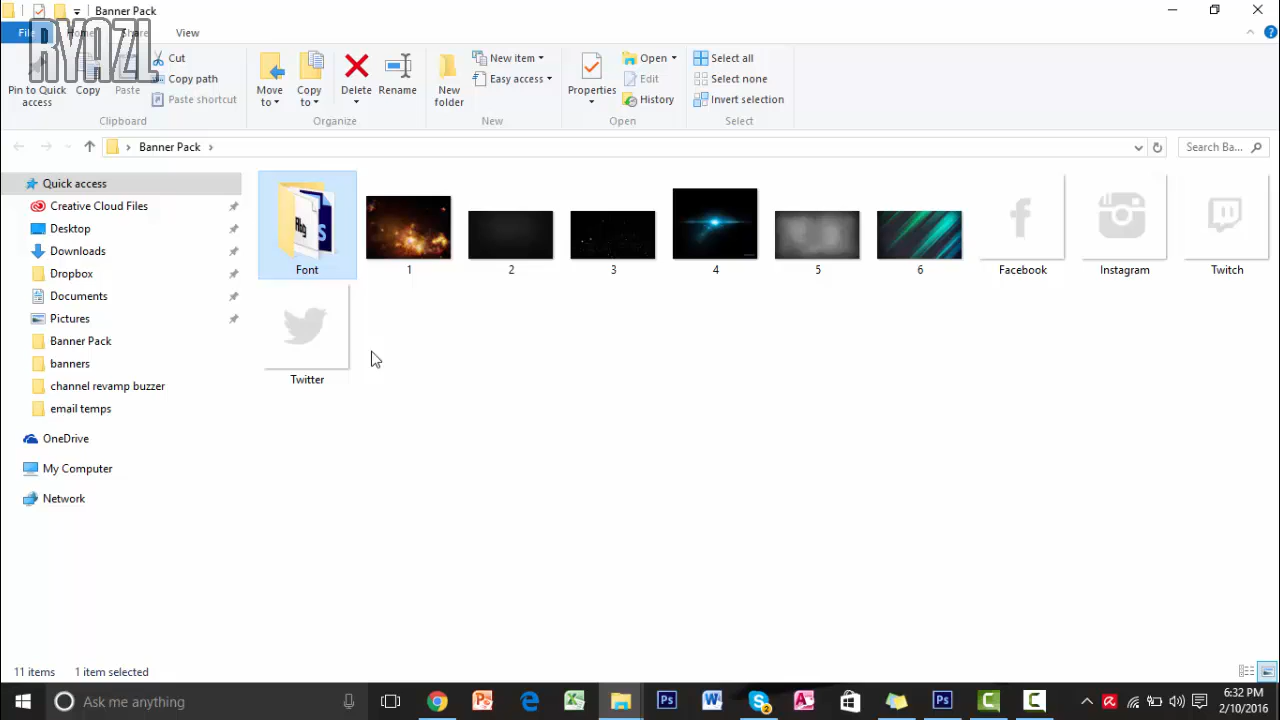 Banner Pack
RYAZL
File
Home
Share
View
Pin to Quick access
Copy
Paste
Cut
Copy path
Paste shortcut
Clipboard
Move to
Copy to
Delete
Rename
Organize
New folder
New item
Easy access
New
Properties
Open
Edit
History
Open
Select all
Select none
Invert selection
Select
Banner Pack
Search Ba...
Quick access
Creative Cloud Files
Desktop
Downloads
Dropbox
Documents
Pictures
Banner Pack
banners
channel revamp buzzer
email temps
OneDrive
My Computer
Network
Font
1
2
3
4
5
6
Facebook
Instagram
Twitch
Twitter
11 items
1 item selected
Ask me anything
6:32 PM
2/10/2016